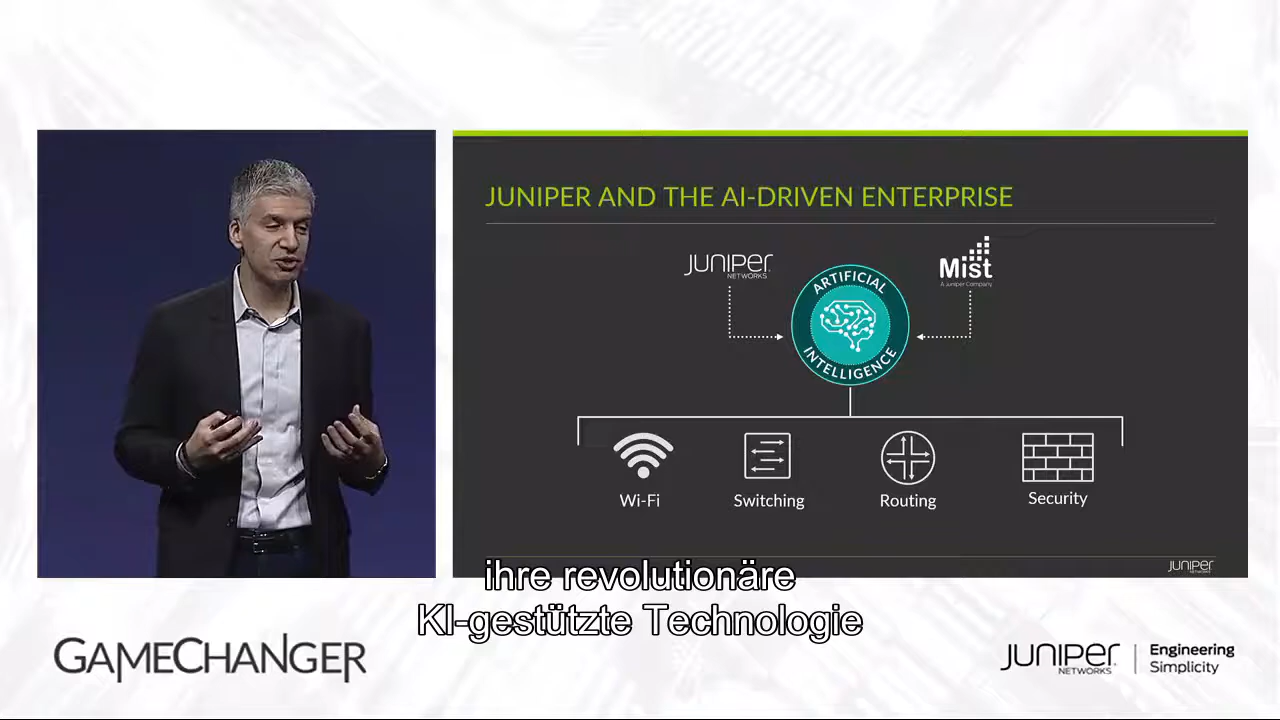 JUNIPER AND THE AI-DRIVEN ENTERPRISE
JUNIPER
NETWORKS
Mist
A Juniper Company
ARTIFICIAL
INTELLIGENCE
Wi-Fi
Switching
Routing
Security
JUNIPER
NETWORKS
ihre revolutionäre
KI-gestützte Technologie
GAMECHANGER
JUNIPER
NETWORKS
Engineering
Simplicity